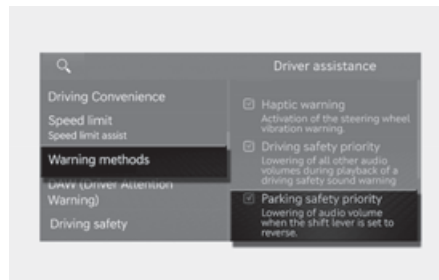 Driver assistance
Driving Convenience
Speed limit
Speed limit assist
Warning methods
DAW (Driver Attention
Warning)
Driving safety
Haptic warning
Activation of the steering wheel
vibration warning.
Driving safety priority
Lowering of all other audio
volumes during playback of a
driving safety sound warning
Parking safety priority
Lowering of audio volume
when the shift lever is set to
reverse.